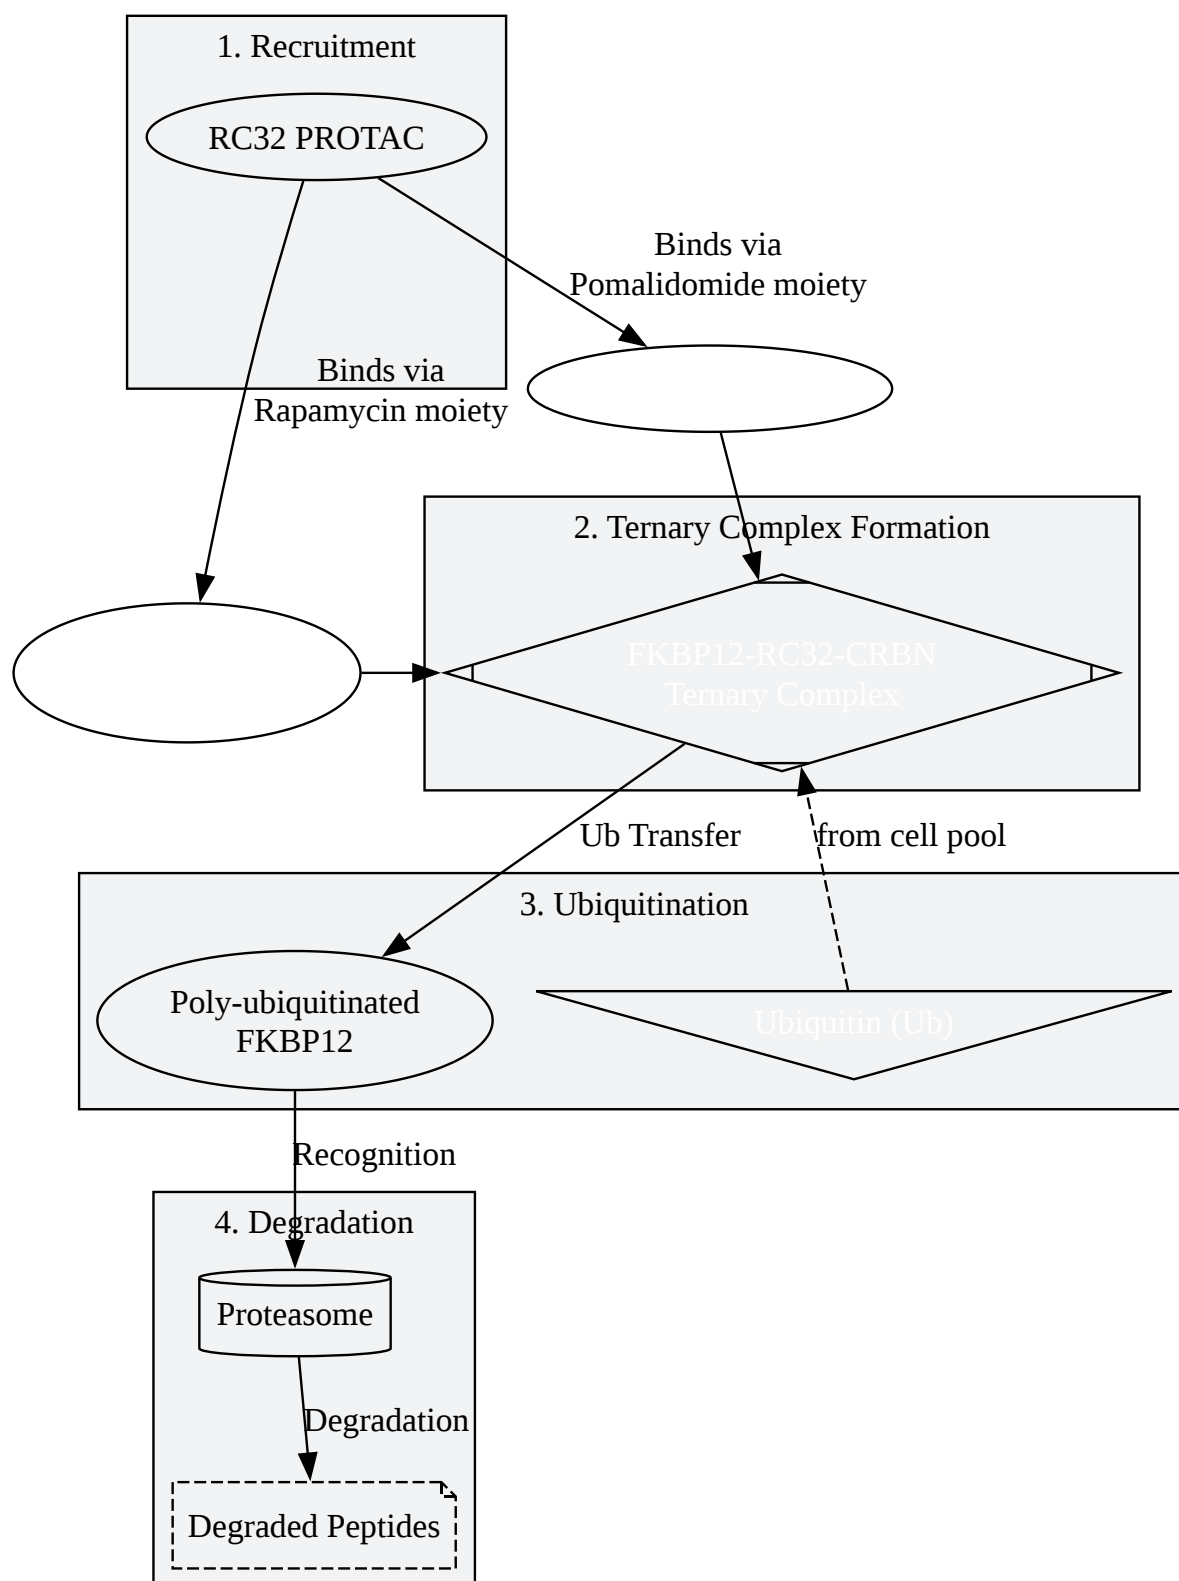 1. Recruitment
RC32 PROTAC
Binds via
Pomalidomide moiety
Binds via
Rapamycin moiety
2. Ternary Complex Formation
FKBP12-RC32-CRBN
Ternary Complex
Ub Transfer
from cell pool
3. Ubiquitination
Poly-ubiquitinated
FKBP12
Ubiquitin (Ub)
Recognition
4. Degradation
Proteasome
Degradation
Degraded Peptides